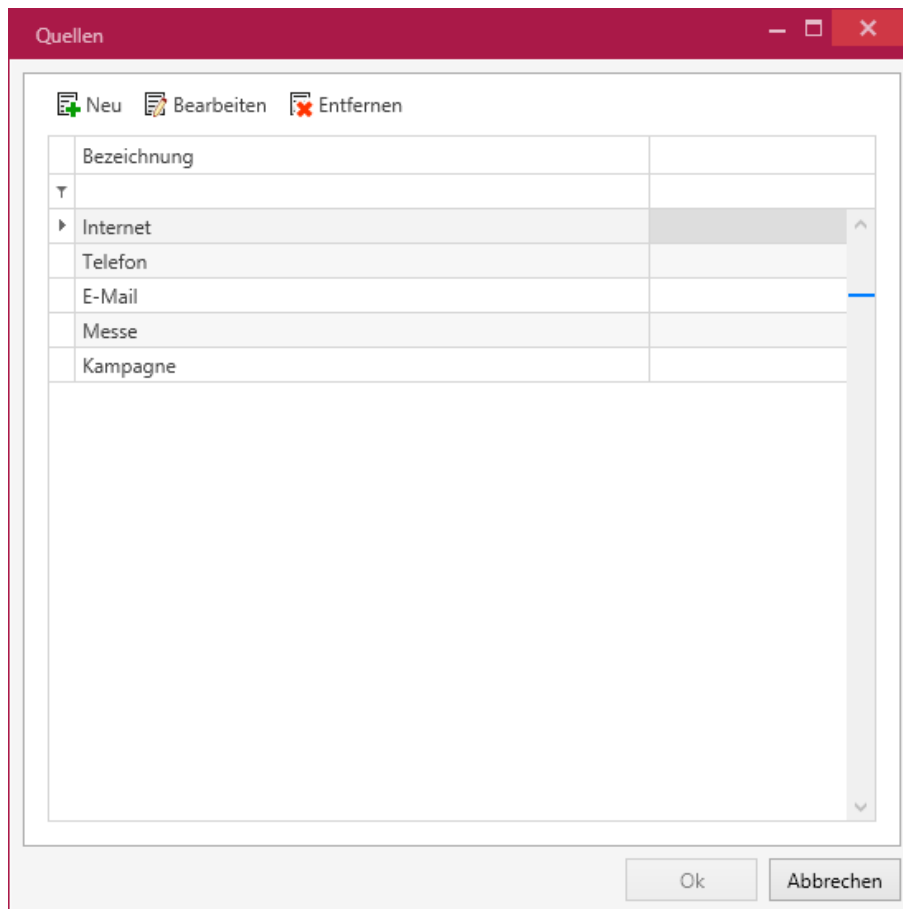 Quellen
Neu Bearbeiten Entfernen
Bezeichnung
Internet
Telefon
E-Mail
Messe
Kampagne
Ok Abbrechen